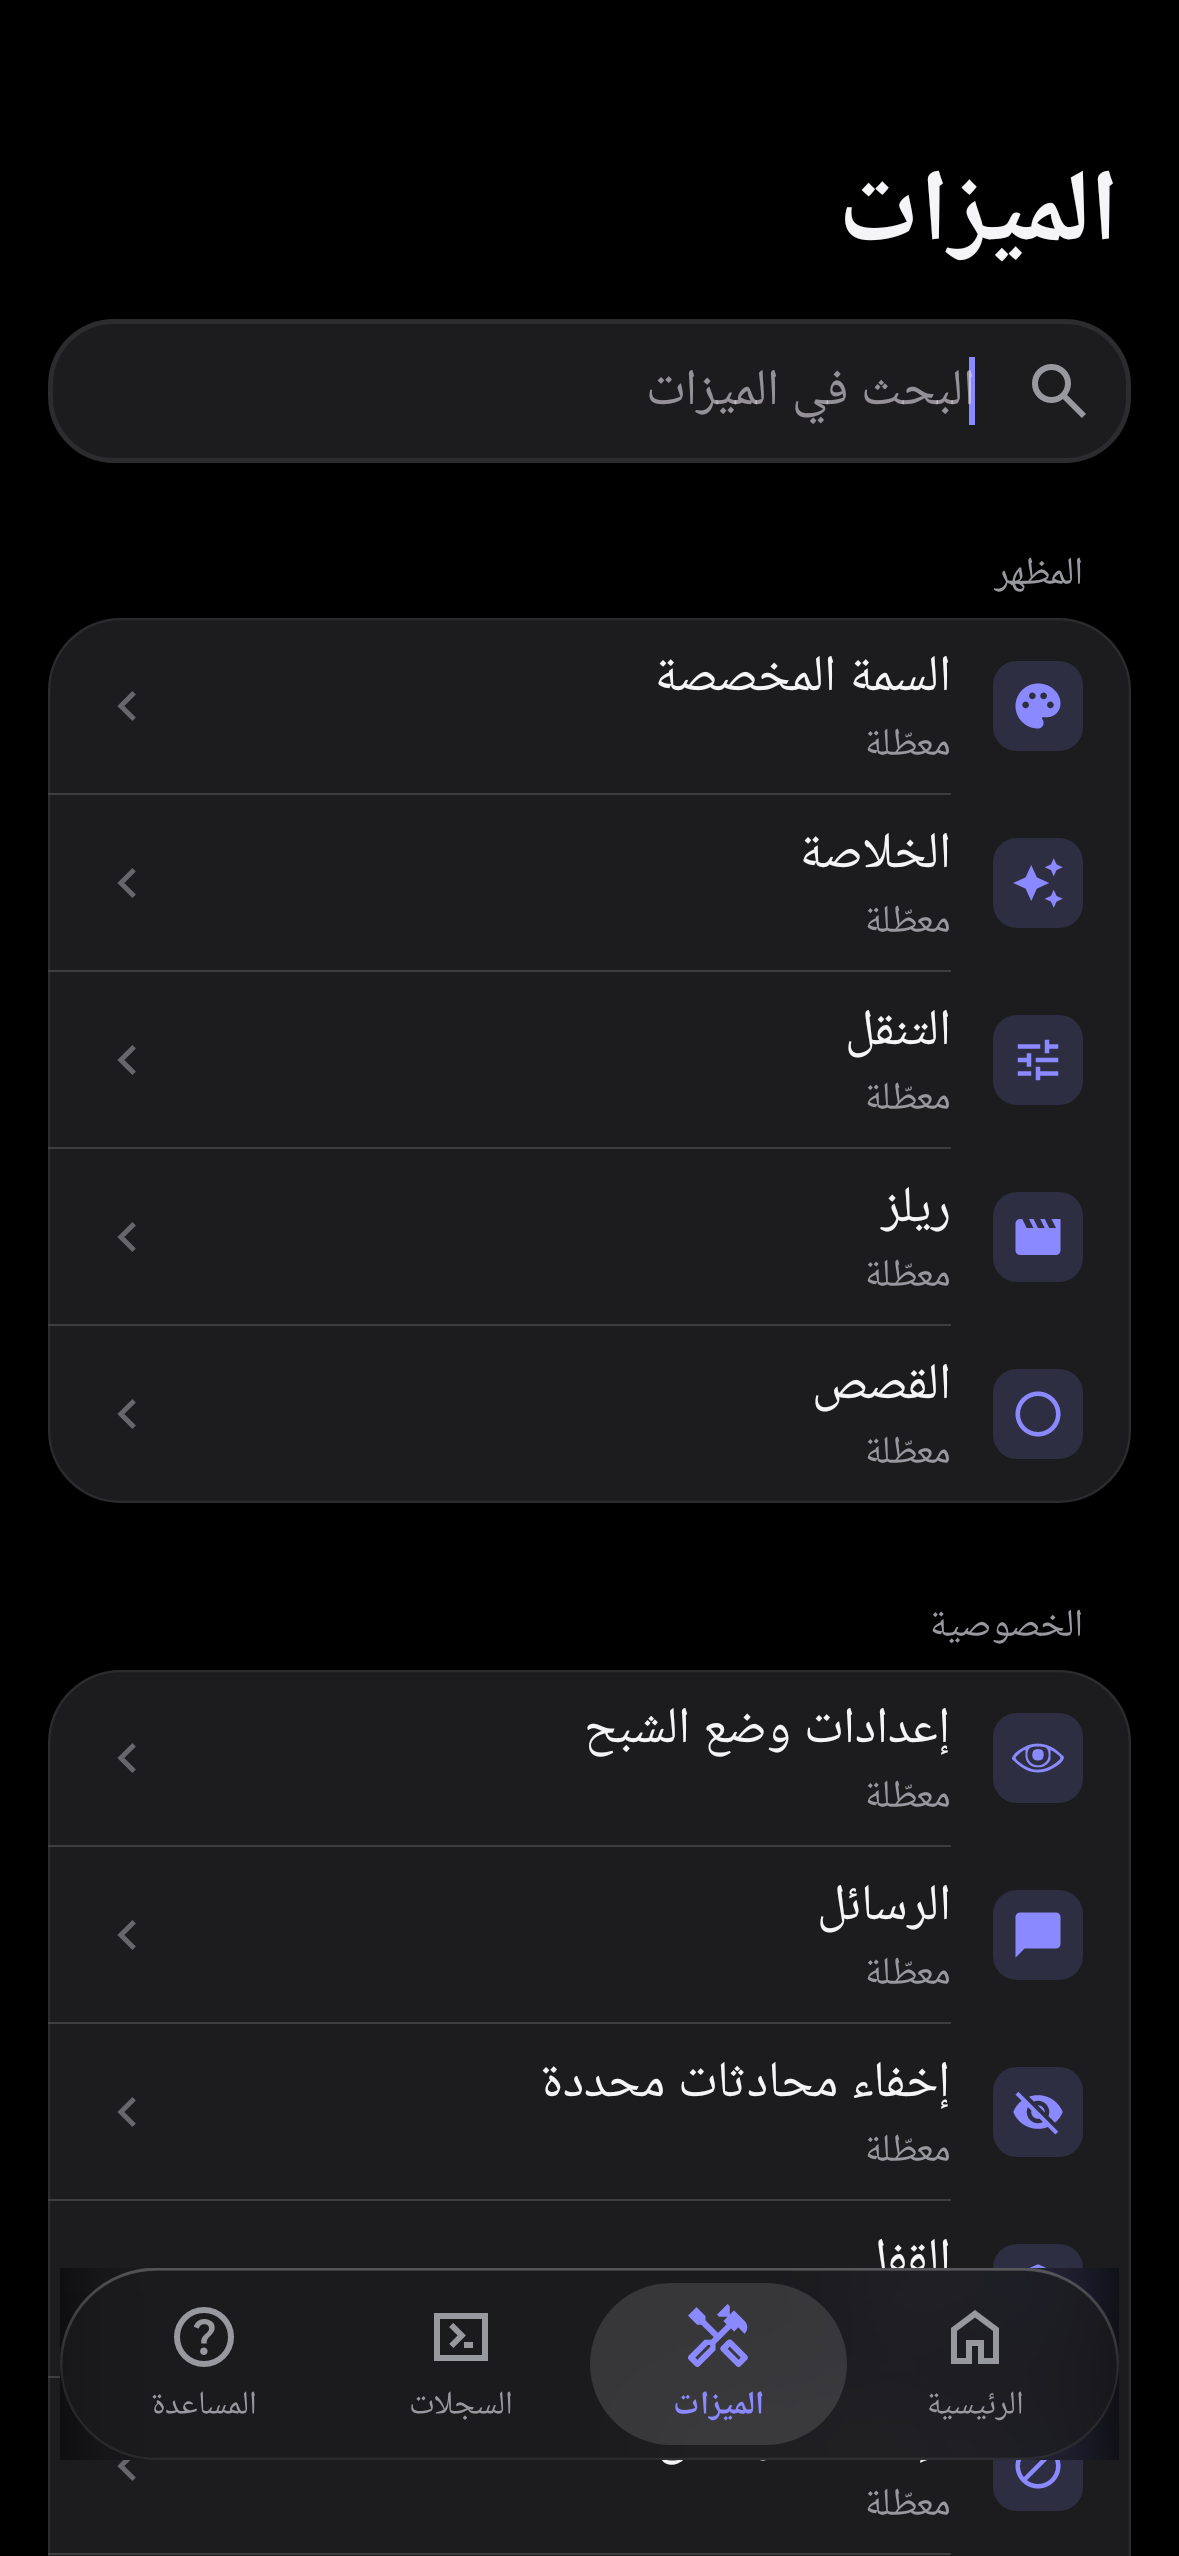 الميزات
البحث في الميزات
المظهر
السمة المخصصة
معطّلة
الخلاصة
معطّلة
التنقل
معطّلة
ريلز
معطّلة
القصص
معطّلة
الخصوصية
إعدادات وضع الشبح
معطّلة
الرسائل
معطّلة
إخفاء محادثات محددة
معطّلة
القفل
الرئيسية
الميزات
السجلات
المساعدة
معطّلة